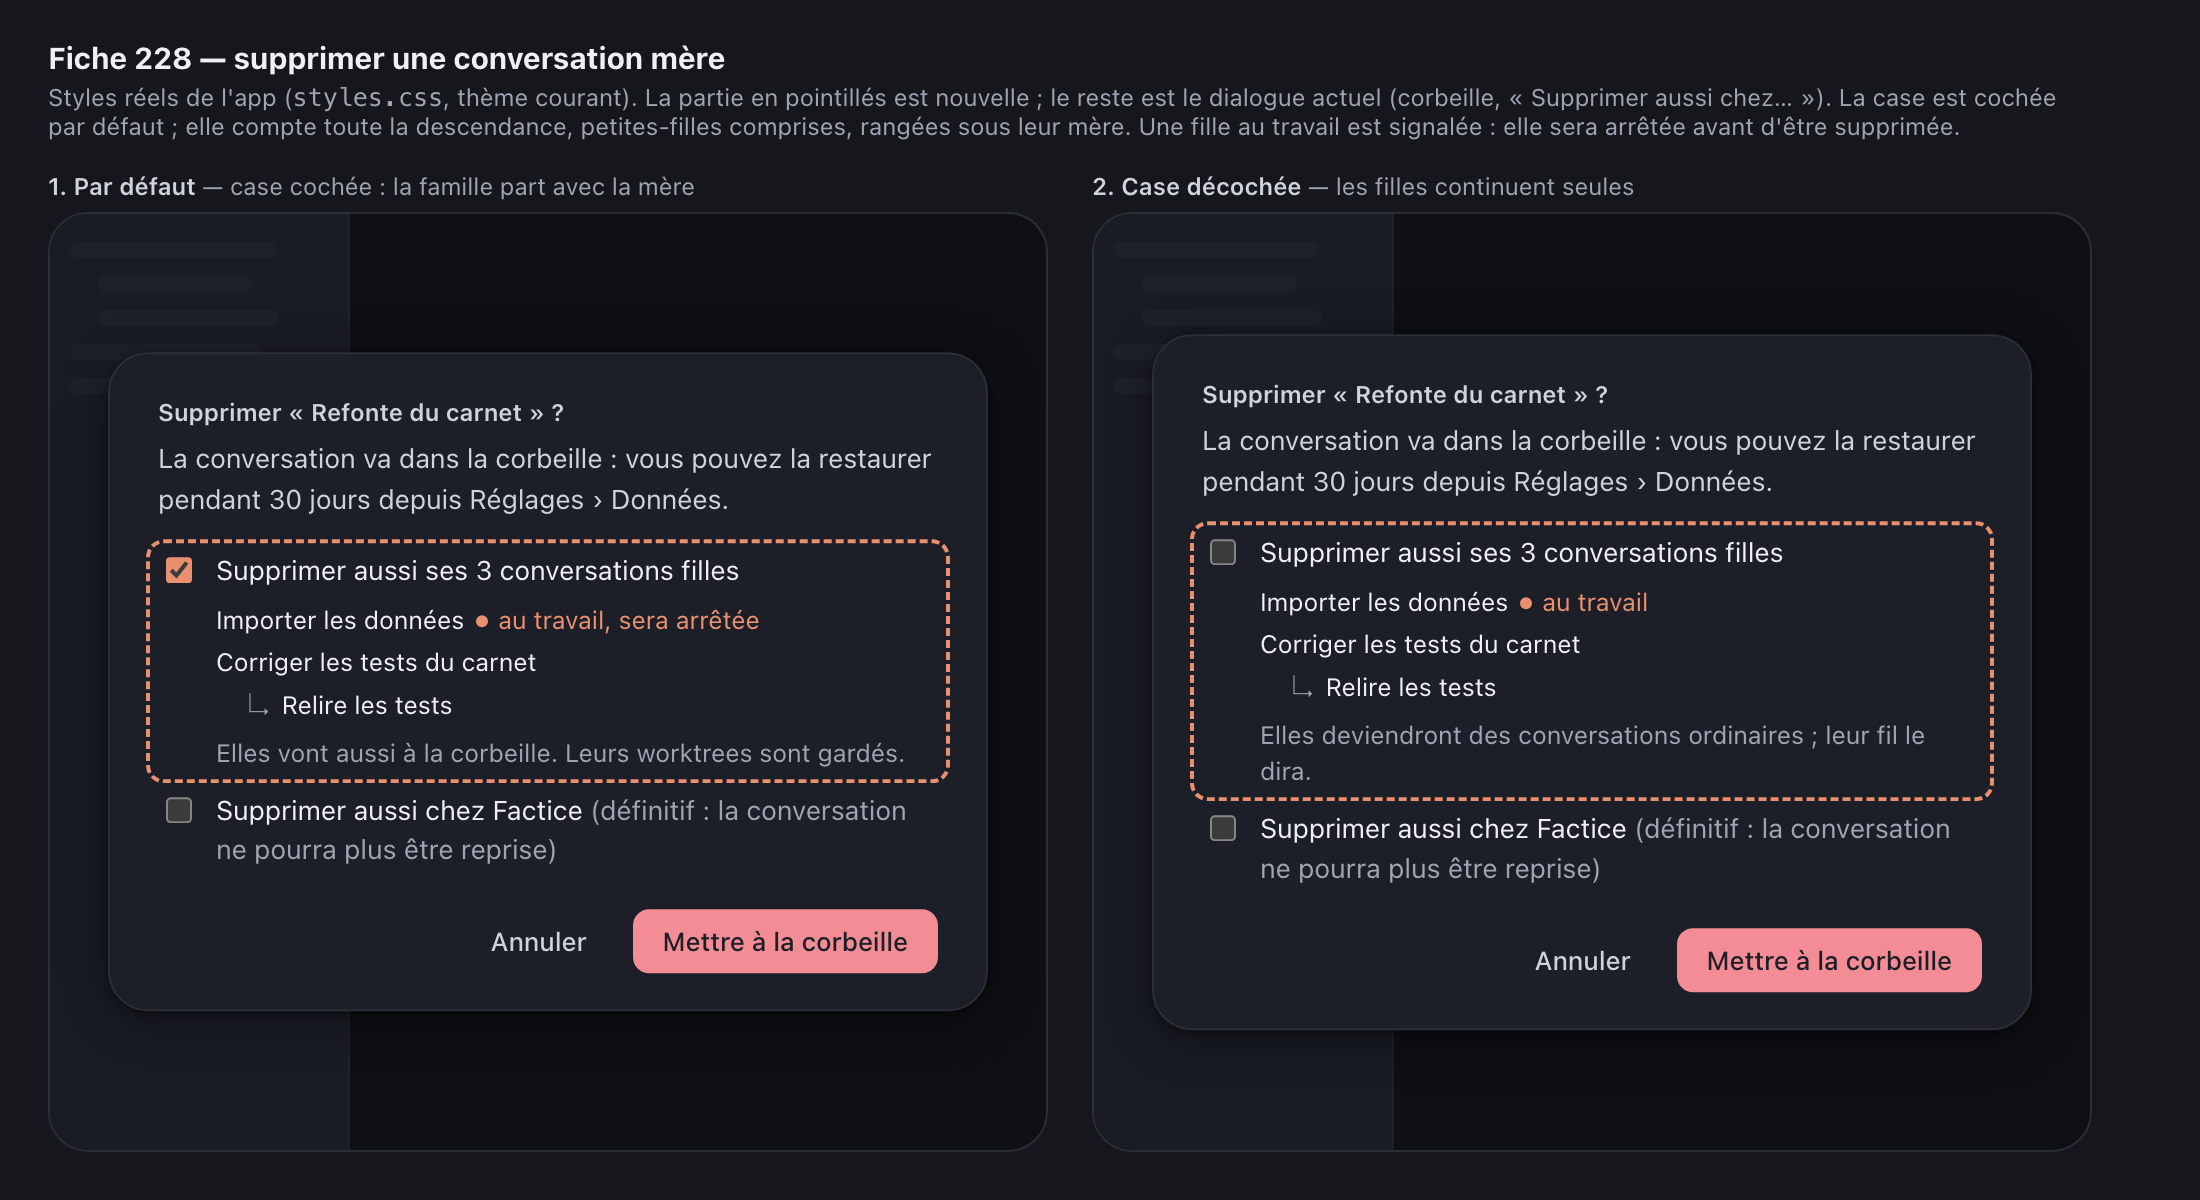 Fiche 228 — supprimer une conversation mère
Styles réels de l'app (styles.css, thème courant). La partie en pointillés est nouvelle ; le reste est le dialogue actuel (corbeille, « Supprimer aussi chez… »). La case est cochée
par défaut ; elle compte toute la descendance, petites-filles comprises, rangées sous leur mère. Une fille au travail est signalée : elle sera arrêtée avant d'être supprimée.
1. Par défaut — case cochée : la famille part avec la mère
Supprimer « Refonte du carnet » ?
La conversation va dans la corbeille : vous pouvez la restaurer
pendant 30 jours depuis Réglages › Données.
Supprimer aussi ses 3 conversations filles
Importer les données ● au travail, sera arrêtée
Corriger les tests du carnet
Relire les tests
Elles vont aussi à la corbeille. Leurs worktrees sont gardés.
Supprimer aussi chez Factice (définitif : la conversation
ne pourra plus être reprise)
Annuler
Mettre à la corbeille
2. Case décochée — les filles continuent seules
Supprimer « Refonte du carnet » ?
La conversation va dans la corbeille : vous pouvez la restaurer
pendant 30 jours depuis Réglages › Données.
Supprimer aussi ses 3 conversations filles
Importer les données ● au travail
Corriger les tests du carnet
Relire les tests
Elles deviendront des conversations ordinaires ; leur fil le
dira.
Supprimer aussi chez Factice (définitif : la conversation
ne pourra plus être reprise)
Annuler
Mettre à la corbeille